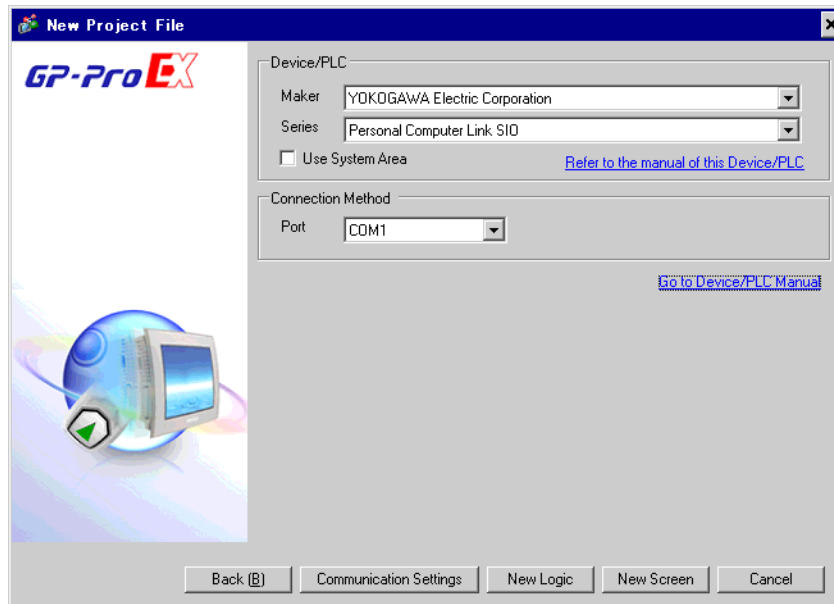 New Project File
GP-Pro EX
Device/PLC
Maker YOKOGAWA Electric Corporation
Series Personal Computer Link SIO
Use System Area Refer to the manual of this Device/PLC
Connection Method
Port COM1
Go to Device/PLC Manual
Back (B) Communication Settings New Logic New Screen Cancel